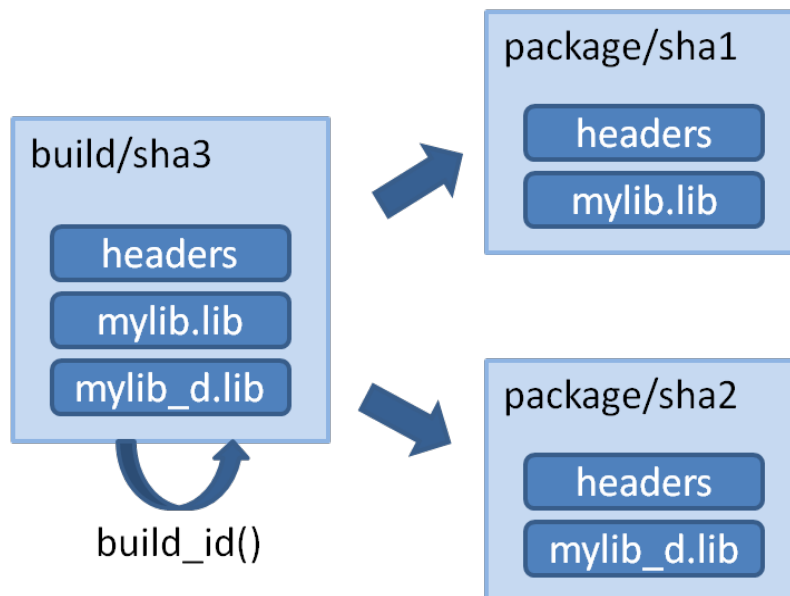 build/sha3
headers
mylib.lib
mylib_d.lib
build_id()
package/sha1
headers
mylib.lib
package/sha2
headers
mylib_d.lib